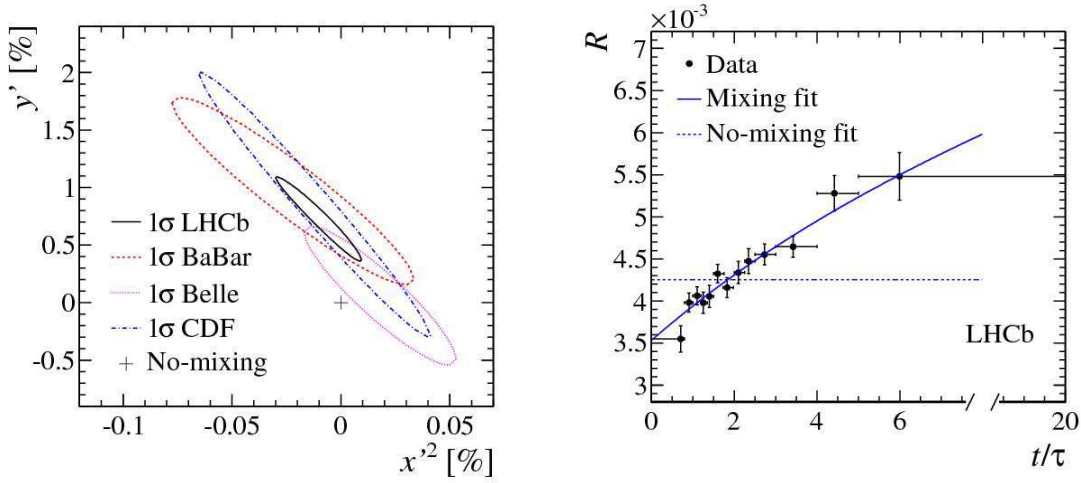 y' [%]
2
1.5
1
0.5
0
-0.5
1σ LHCb
1σ BaBar
1σ Belle
1σ CDF
No-mixing
-0.1
-0.05
0
0.05
x'² [%]
R
×10⁻³
7
6.5
6
5.5
5
4.5
4
3.5
3
Data
Mixing fit
No-mixing fit
LHCb
0
2
4
6
20
t/τ